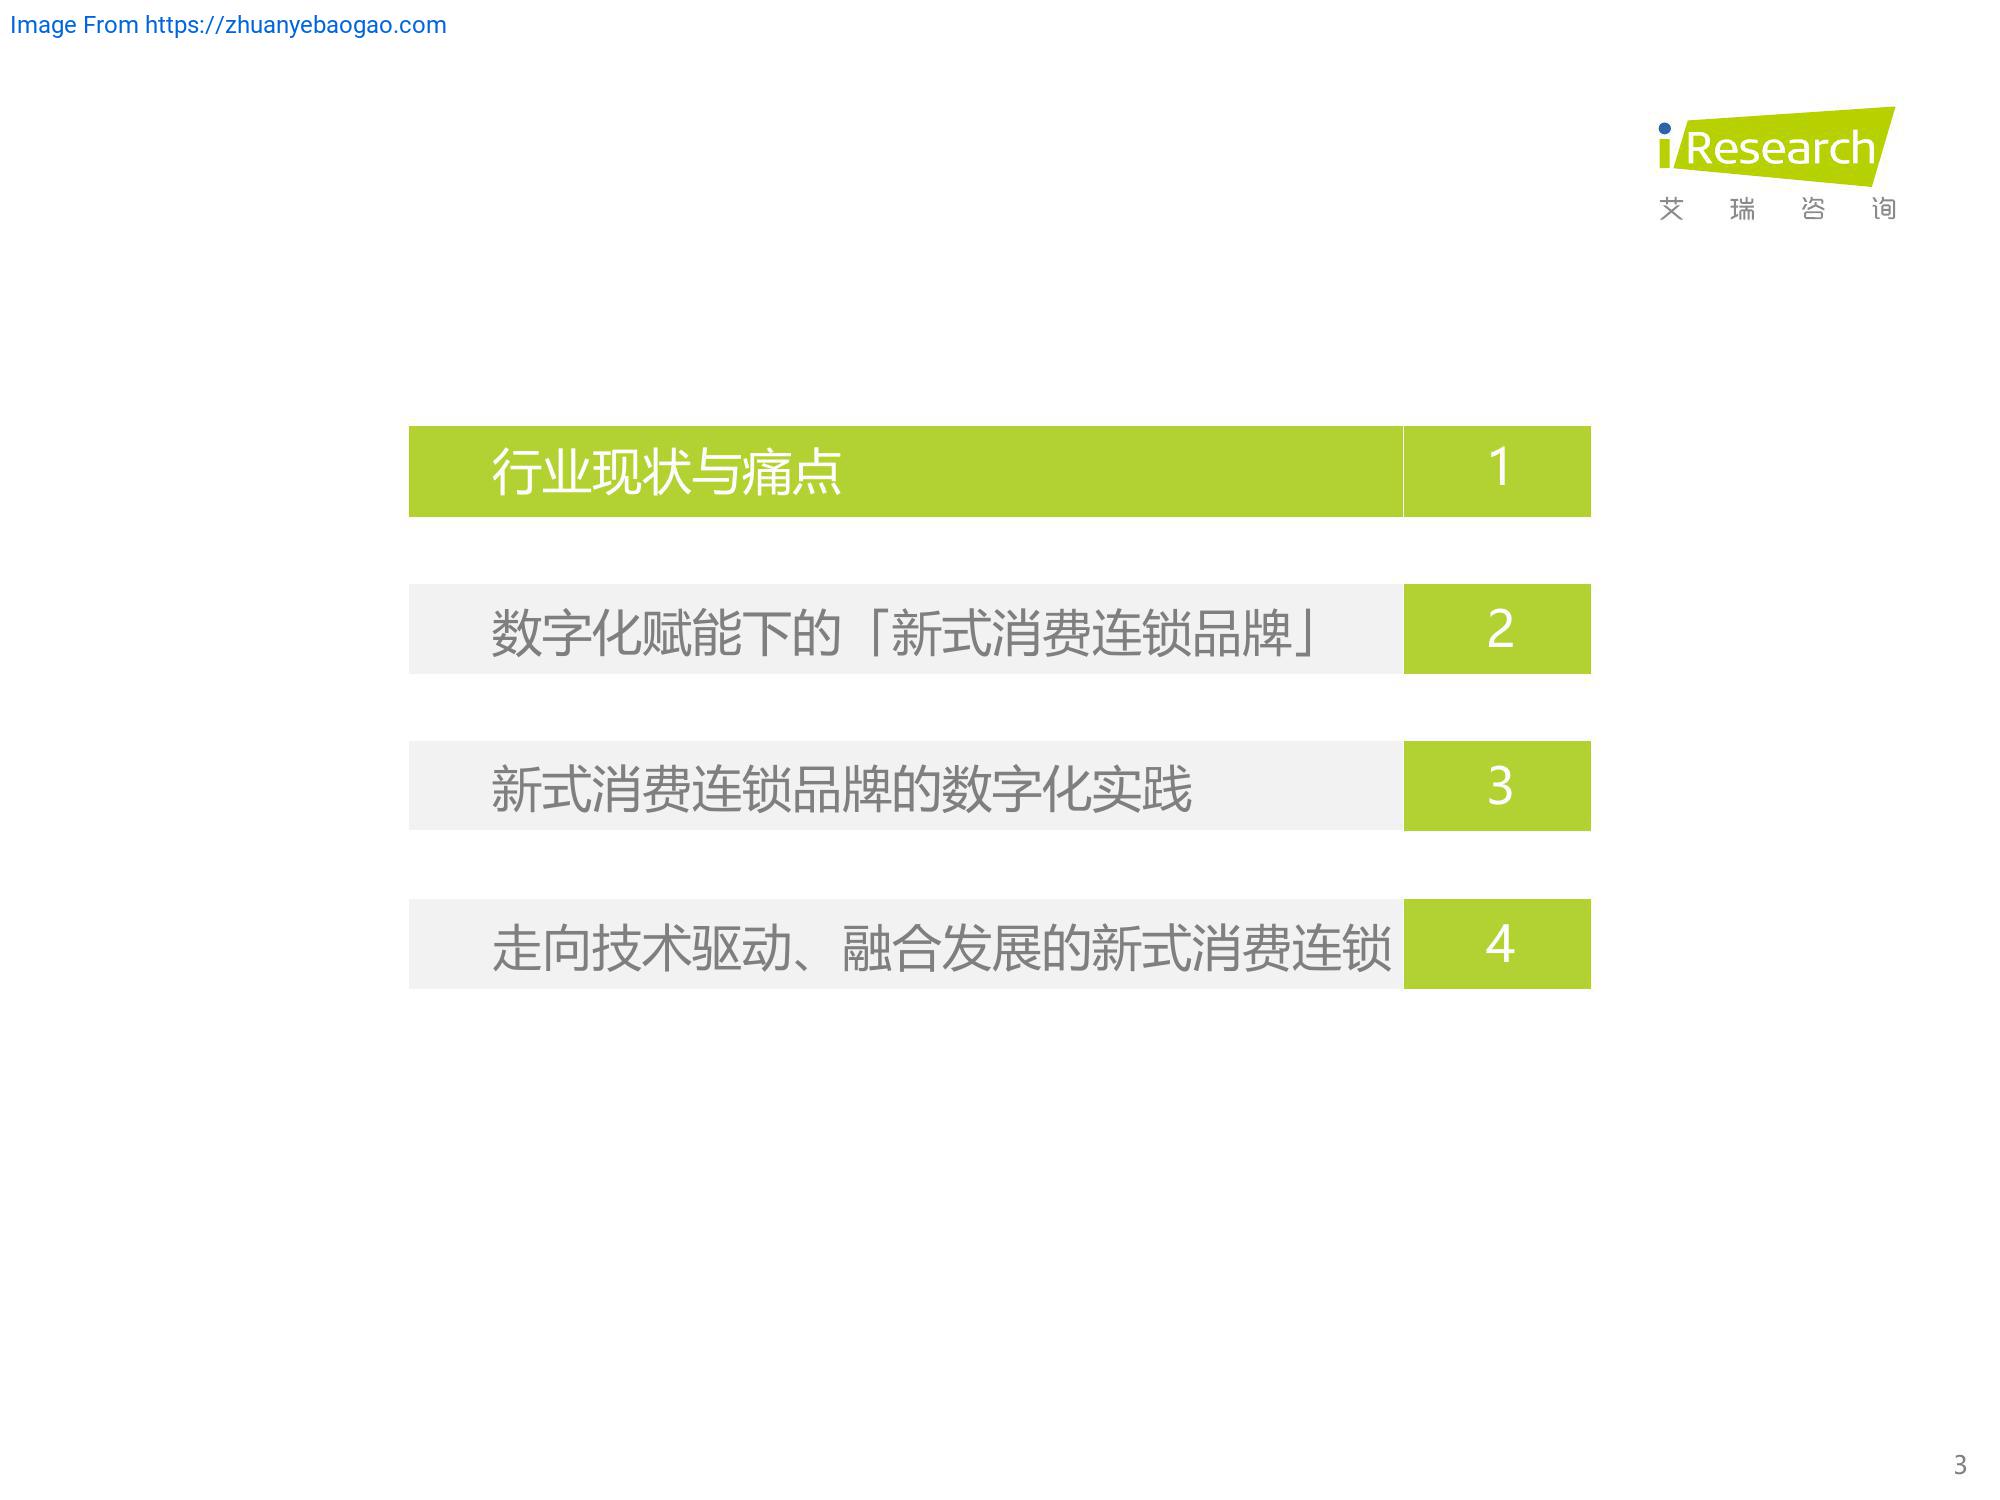 Image From https://zhuanyebaogao.com
i Research
艾瑞咨询
行业现状与痛点 1
数字化赋能下的「新式消费连锁品牌」 2
新式消费连锁品牌的数字化实践 3
走向技术驱动、融合发展的新式消费连锁 4
3